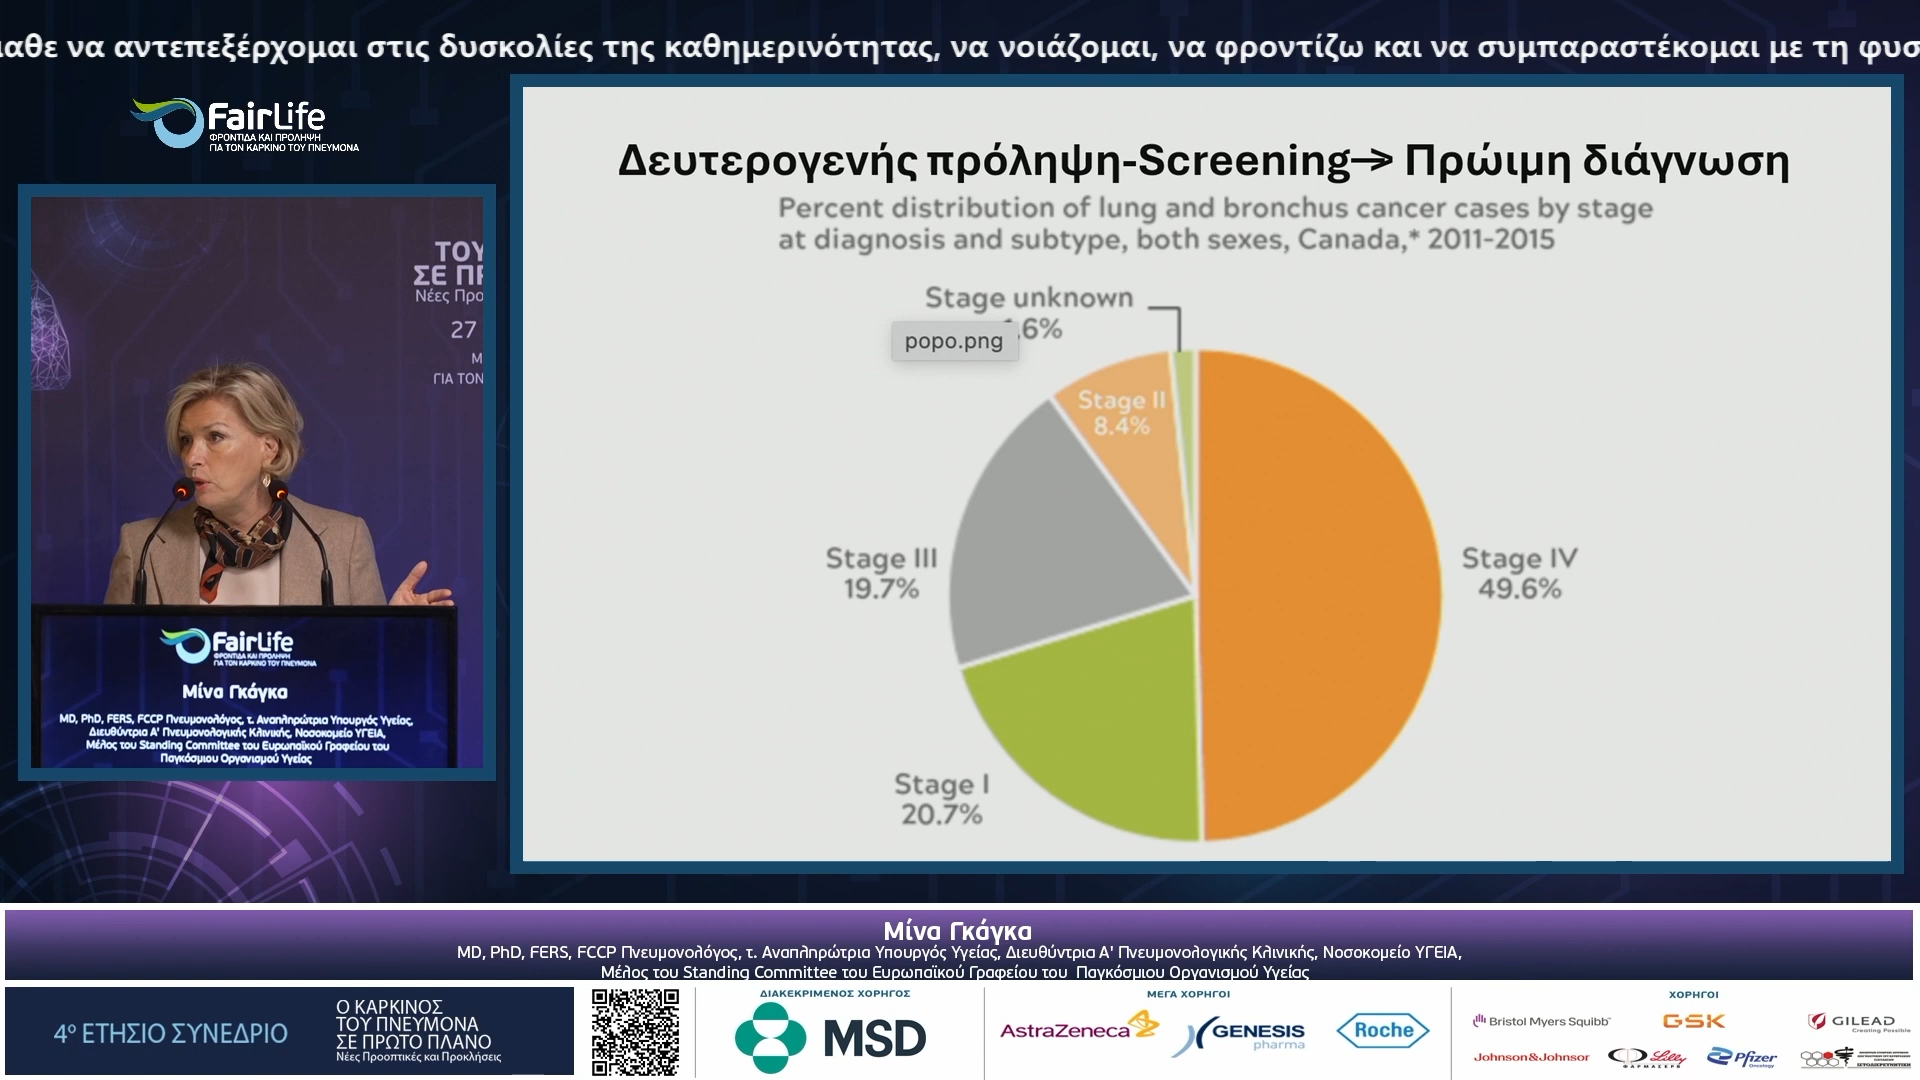 αθε να αντεπεξέρχομαι στις δυσκολίες της καθημερινότητας, να νοιάζομαι, να φροντίζω και να συμπαραστέκομαι με τη φυσ
FairLife
ΦΡΟΝΤΙΔΑ ΚΑΙ ΠΡΟΛΗΨΗ
ΓΙΑ ΤΟΝ ΚΑΡΚΙΝΟ ΤΟΥ ΠΝΕΥΜΟΝΑ
ΤΟΥ
ΣΕ ΠΡ
Νέες Προ
27
Μ
ΓΙΑ ΤΟΝ
FairLife
ΦΡΟΝΤΙΔΑ ΚΑΙ ΠΡΟΛΗΨΗ
ΓΙΑ ΤΟΝ ΚΑΡΚΙΝΟ ΤΟΥ ΠΝΕΥΜΟΝΑ
Μίνα Γκάγκα
MD, PhD, FERS, FCCP Πνευμονολόγος, τ. Αναπληρώτρια Υπουργός Υγείας,
Διευθύντρια Α' Πνευμονολογικής Κλινικής, Νοσοκομείο ΥΓΕΙΑ,
Μέλος του Standing Committee του Ευρωπαϊκού Γραφείου του
Παγκόσμιου Οργανισμού Υγείας
Δευτερογενής πρόληψη-Screening→ Πρώιμη διάγνωση
Percent distribution of lung and bronchus cancer cases by stage
at diagnosis and subtype, both sexes, Canada,* 2011-2015
Stage unknown
.6%
popo.png
Stage II
8.4%
Stage III
19.7%
Stage IV
49.6%
Stage I
20.7%
Μίνα Γκάγκα
MD, PhD, FERS, FCCP Πνευμονολόγος, τ. Αναπληρώτρια Υπουργός Υγείας, Διευθύντρια Α' Πνευμονολογικής Κλινικής, Νοσοκομείο ΥΓΕΙΑ,
Μέλος του Standing Committee του Ευρωπαϊκού Γραφείου του Παγκόσμιου Οργανισμού Υγείας
4º ΕΤΗΣΙΟ ΣΥΝΕΔΡΙΟ
Ο ΚΑΡΚΙΝΟΣ
ΤΟΥ ΠΝΕΥΜΟΝΑ
ΣΕ ΠΡΩΤΟ ΠΛΑΝΟ
Νέες Προοπτικές και Προκλήσεις
ΔΙΑΚΕΚΡΙΜΕΝΟΣ ΧΟΡΗΓΟΣ
MSD
ΜΕΓΑ ΧΟΡΗΓΟΙ
AstraZeneca
GENESIS
pharma
Roche
ΧΟΡΗΓΟΙ
Bristol Myers Squibb
GSK
GILEAD
Creating Possible
Johnson&Johnson
Lilly
ΦΑΡΜΑΣΕΡΒ
Pfizer
Oncology